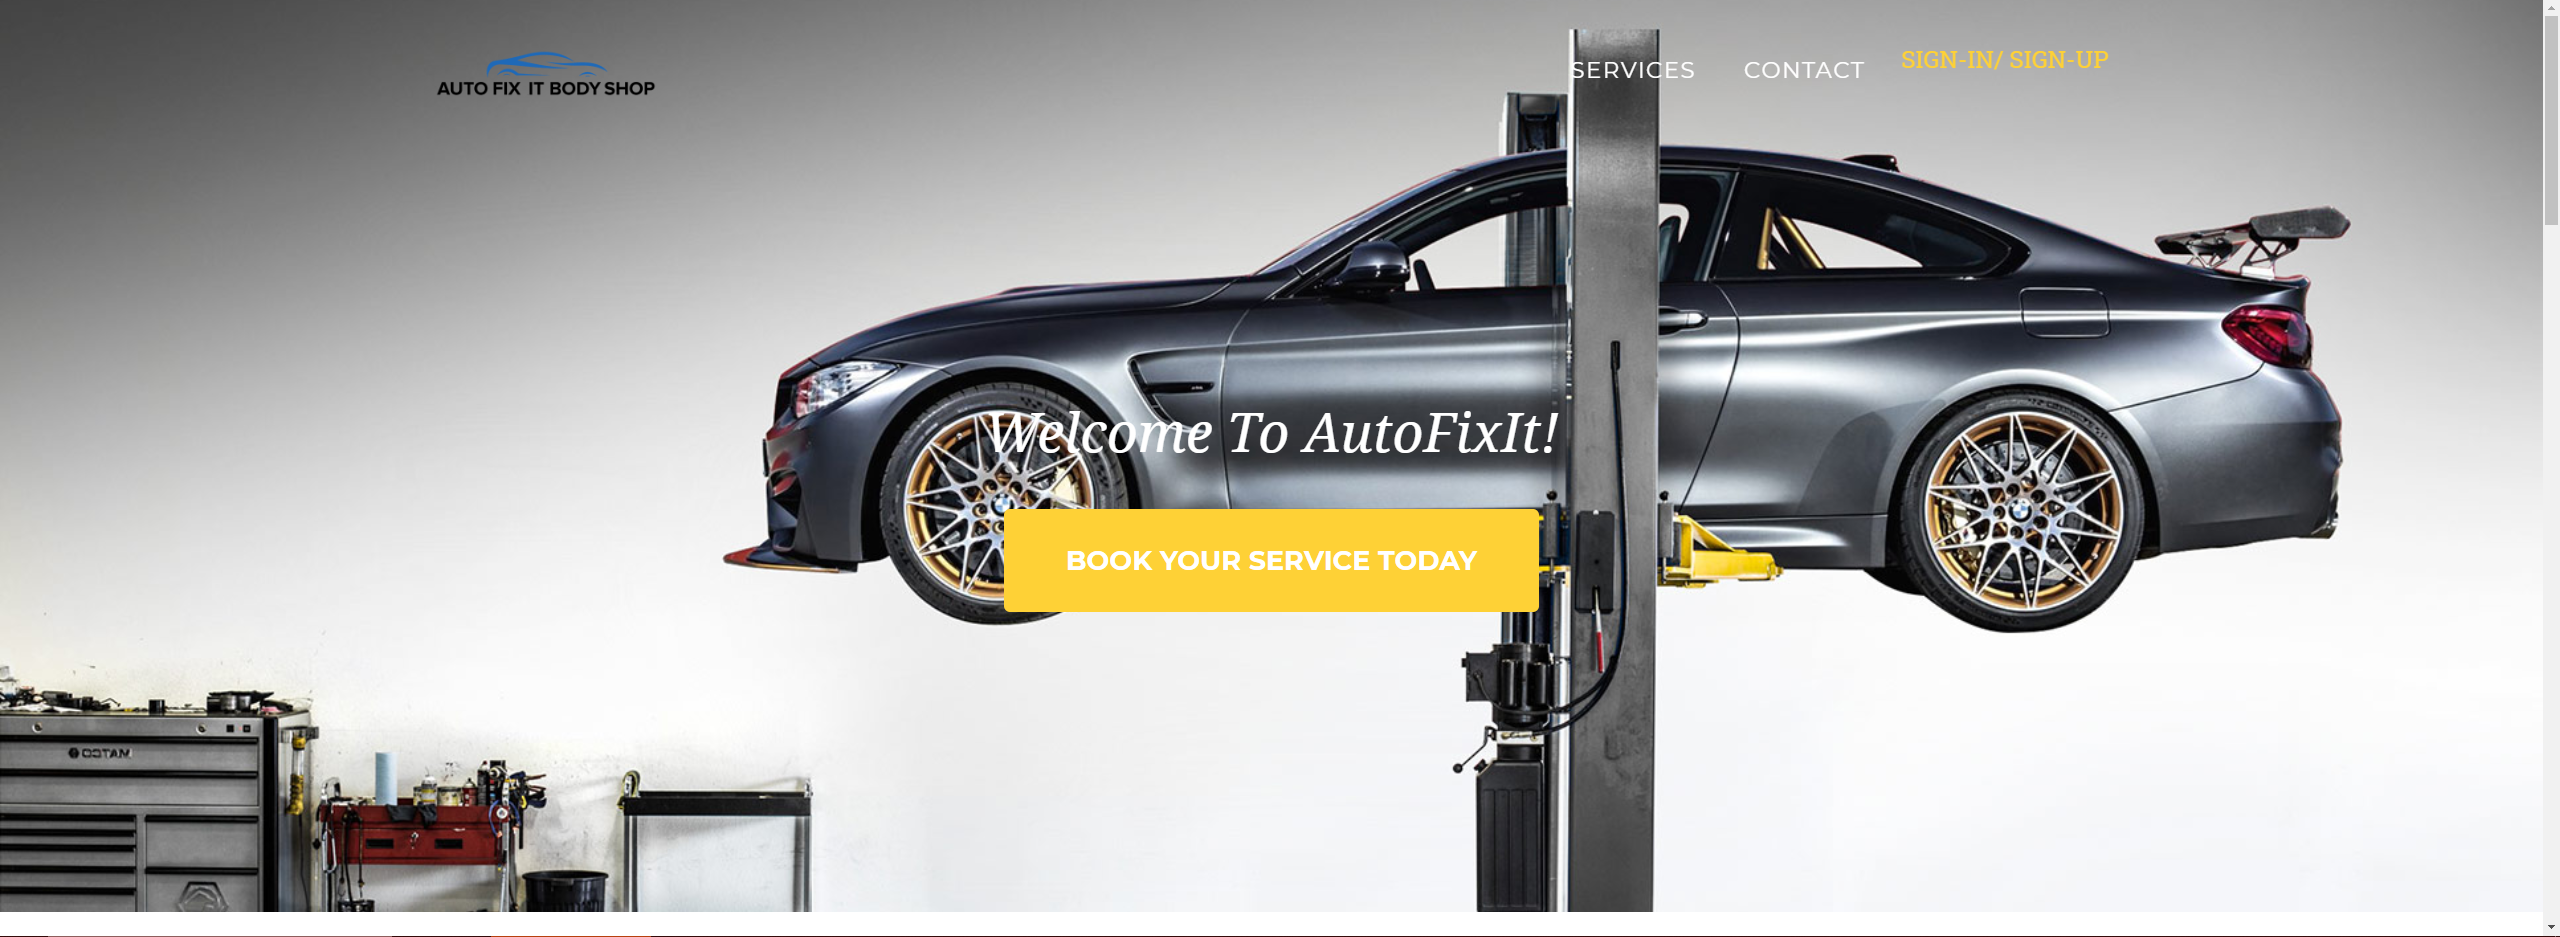 AUTO FIX IT BODY SHOP
SERVICES
CONTACT
SIGN-IN/ SIGN-UP
Welcome To AutoFixIt!
BOOK YOUR SERVICE TODAY